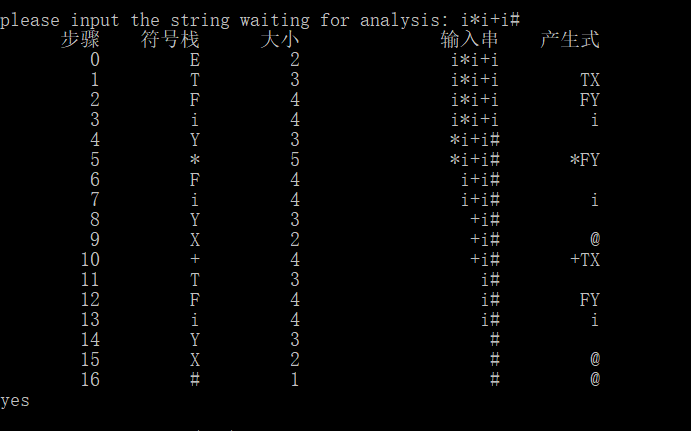 please input the string waiting for analysis: i*i+i#
步骤 符号栈 大小 输入串 产生式
0 E 2 i*i+i
1 T 3 i*i+i TX
2 F 4 i*i+i FY
3 i 4 i*i+i i
4 Y 3 *i+i#
5 * 5 *i+i# *FY
6 F 4 i+i#
7 i 4 i+i# i
8 Y 3 +i#
9 X 2 +i# @
10 + 4 +i# +TX
11 T 3 i#
12 F 4 i# FY
13 i 4 i# i
14 Y 3 #
15 X 2 # @
16 # 1 # @
yes